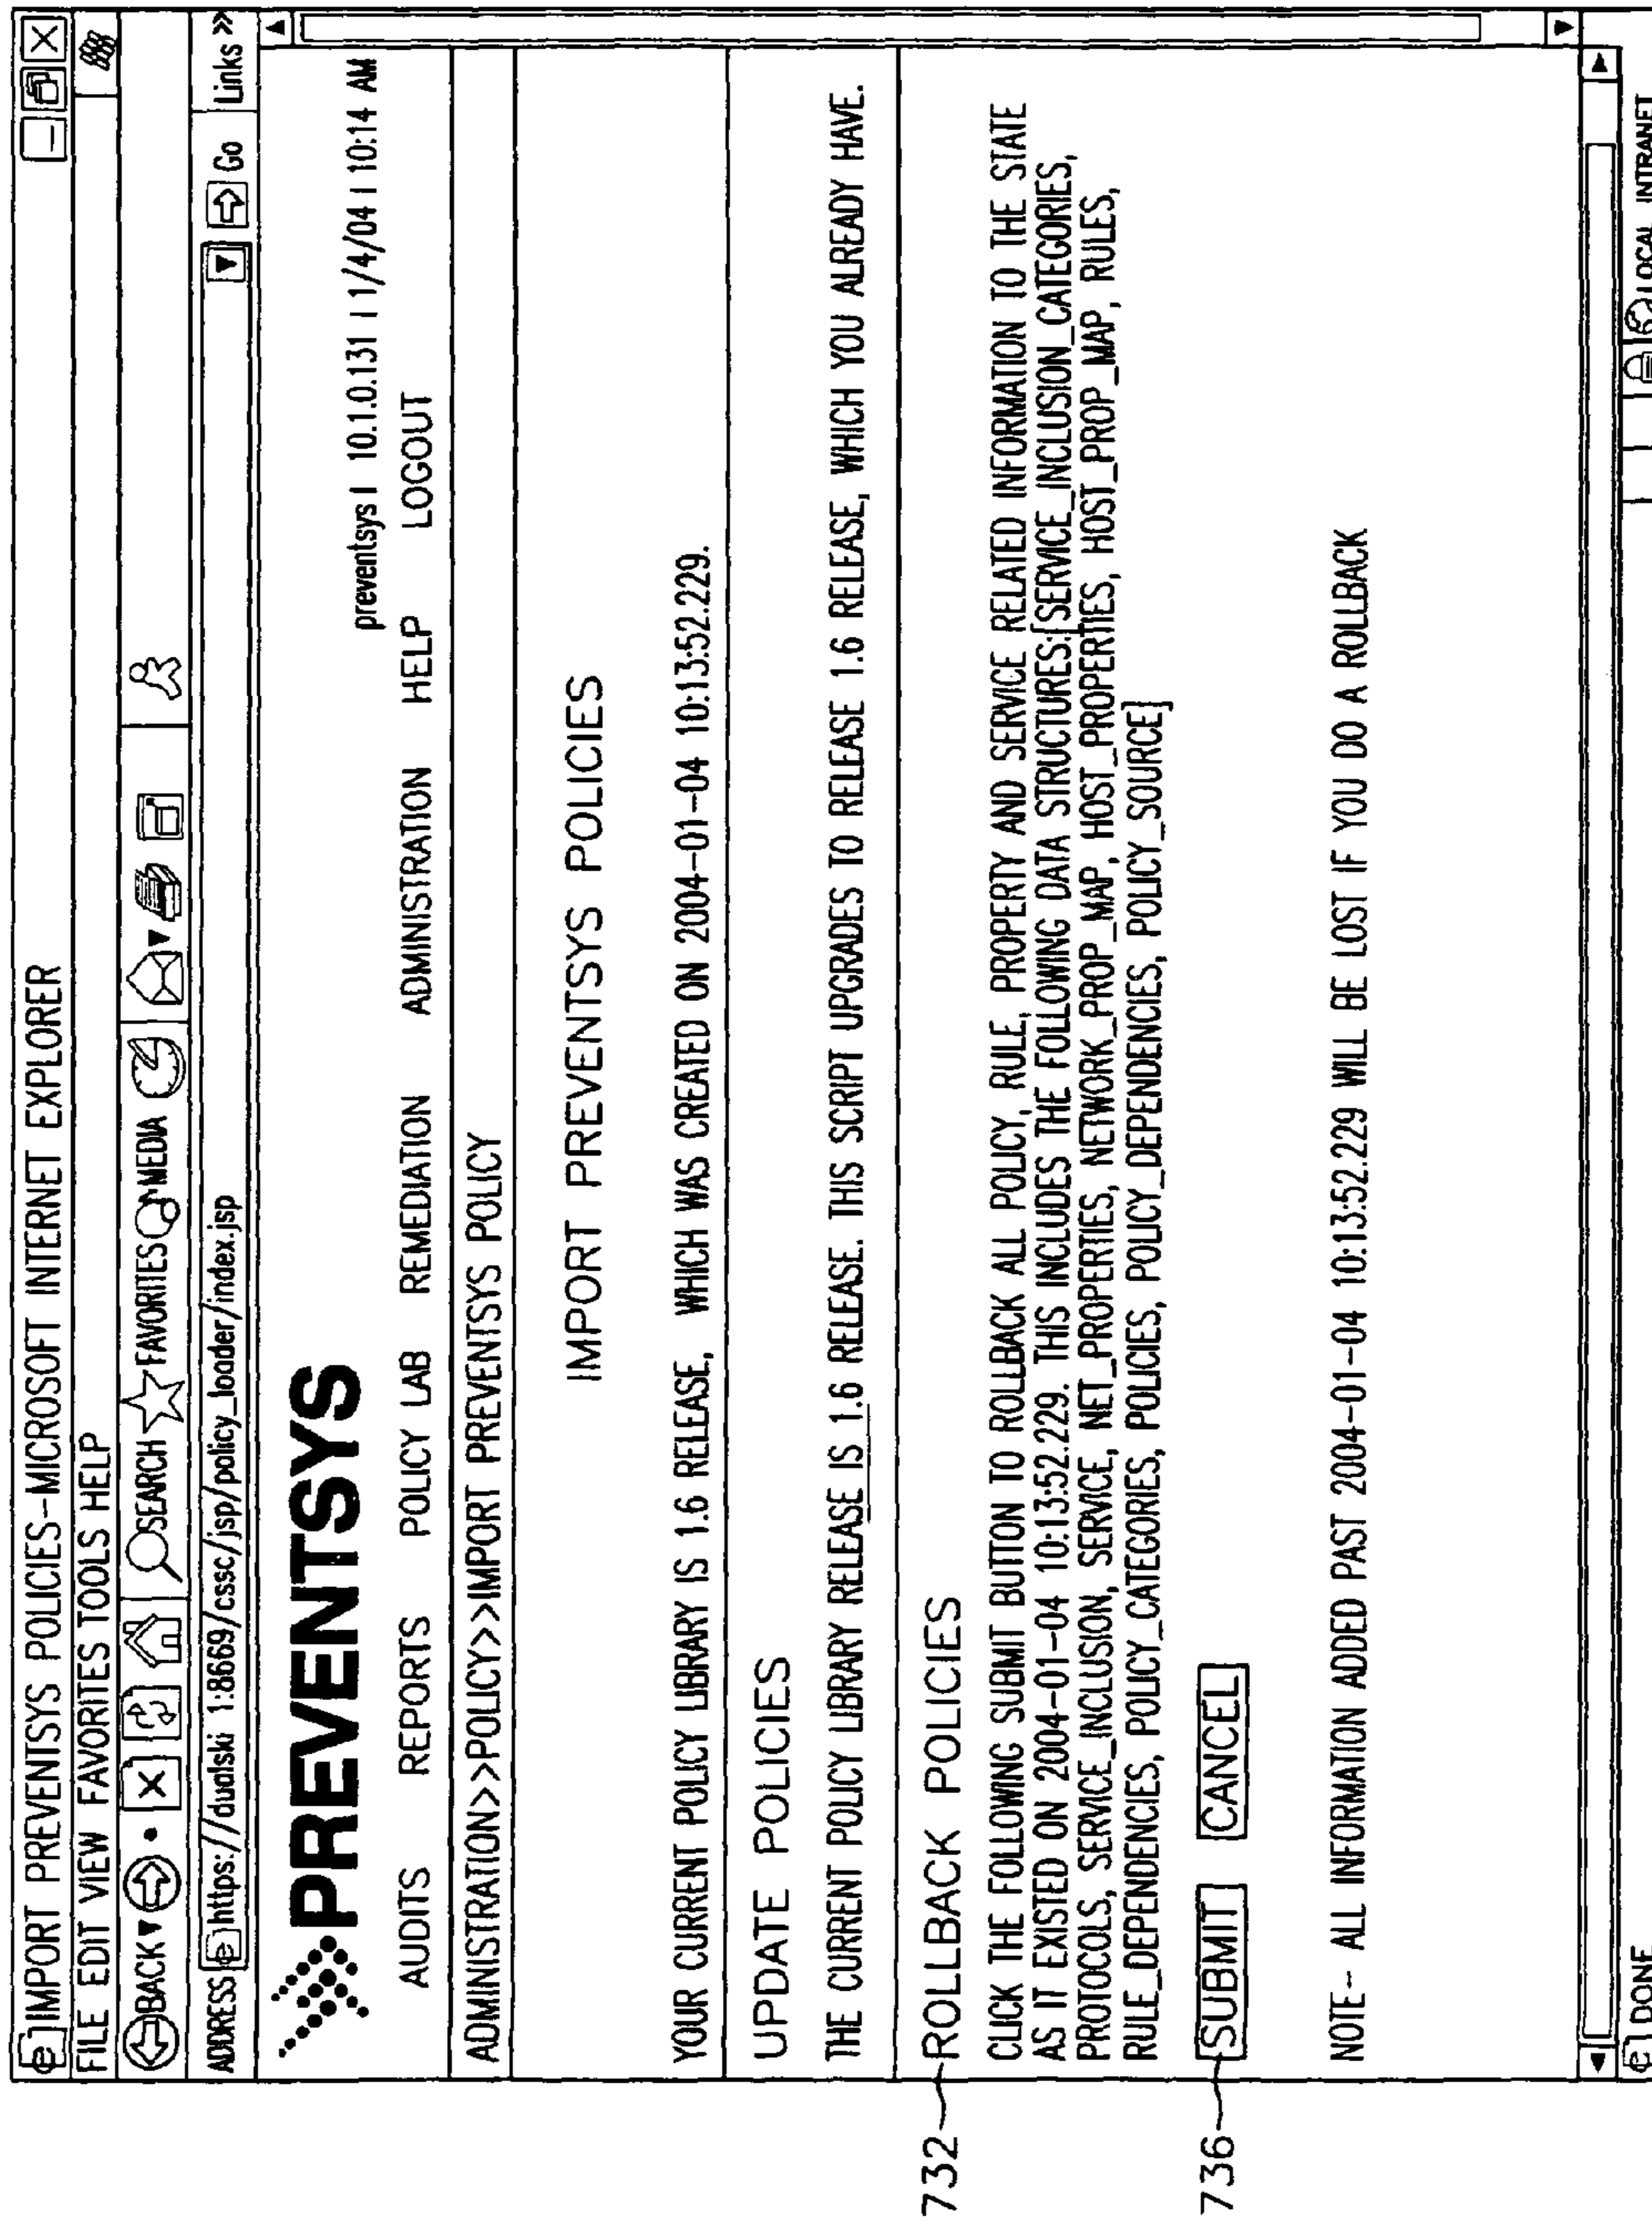 IMPORT PREVENTSYS POLICIES-MICROSOFT INTERNET EXPLORER
FILE EDIT VIEW FAVORITES TOOLS HELP
BACK SEARCH FAVORITES MEDIA
ADDRESS https://dualski 1:8669/cssc/jsp/policy_loader/index.jsp Go Links >>
PREVENTSYS
preventsys | 10.1.0.131 | 1/4/04 | 10:14 AM
AUDITS REPORTS POLICY LAB REMEDIATION ADMINISTRATION HELP LOGOUT
ADMINISTRATION>>POLICY>>IMPORT PREVENTSYS POLICY
IMPORT PREVENTSYS POLICIES
YOUR CURRENT POLICY LIBRARY IS 1.6 RELEASE, WHICH WAS CREATED ON 2004-01-04 10:13:52.229.
UPDATE POLICIES
THE CURRENT POLICY LIBRARY RELEASE IS 1.6 RELEASE. THIS SCRIPT UPGRADES TO RELEASE 1.6 RELEASE, WHICH YOU ALREADY HAVE.
732 ROLLBACK POLICIES
CLICK THE FOLLOWING SUBMIT BUTTON TO ROLLBACK ALL POLICY, RULE, PROPERTY AND SERVICE RELATED INFORMATION TO THE STATE
AS IT EXISTED ON 2004-01-04 10:13:52.229. THIS INCLUDES THE FOLLOWING DATA STRUCTURES:[SERVICE_INCLUSION_CATEGORIES,
PROTOCOLS, SERVICE_INCLUSION, SERVICE, NET_PROPERTIES, NETWORK_PROP_MAP, HOST_PROPERTIES, HOST_PROP_MAP, RULES,
RULE_DEPENDENCIES, POLICY_CATEGORIES, POLICIES, POLICY_DEPENDENCIES, POLICY_SOURCE]
736 SUBMIT CANCEL
NOTE-- ALL INFORMATION ADDED PAST 2004-01-04 10:13:52.229 WILL BE LOST IF YOU DO A ROLLBACK
DONE LOCAL INTRANET